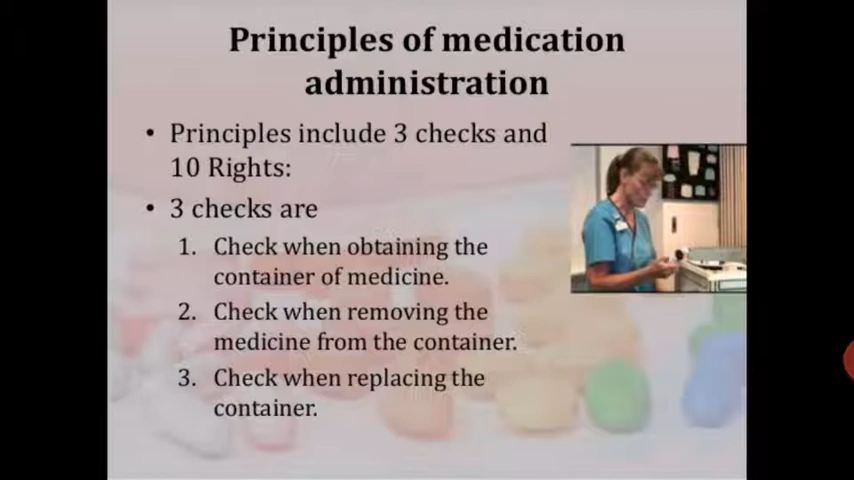 Principles of medication
administration
• Principles include 3 checks and
10 Rights:
• 3 checks are
1. Check when obtaining the
container of medicine.
2. Check when removing the
medicine from the container.
3. Check when replacing the
container.